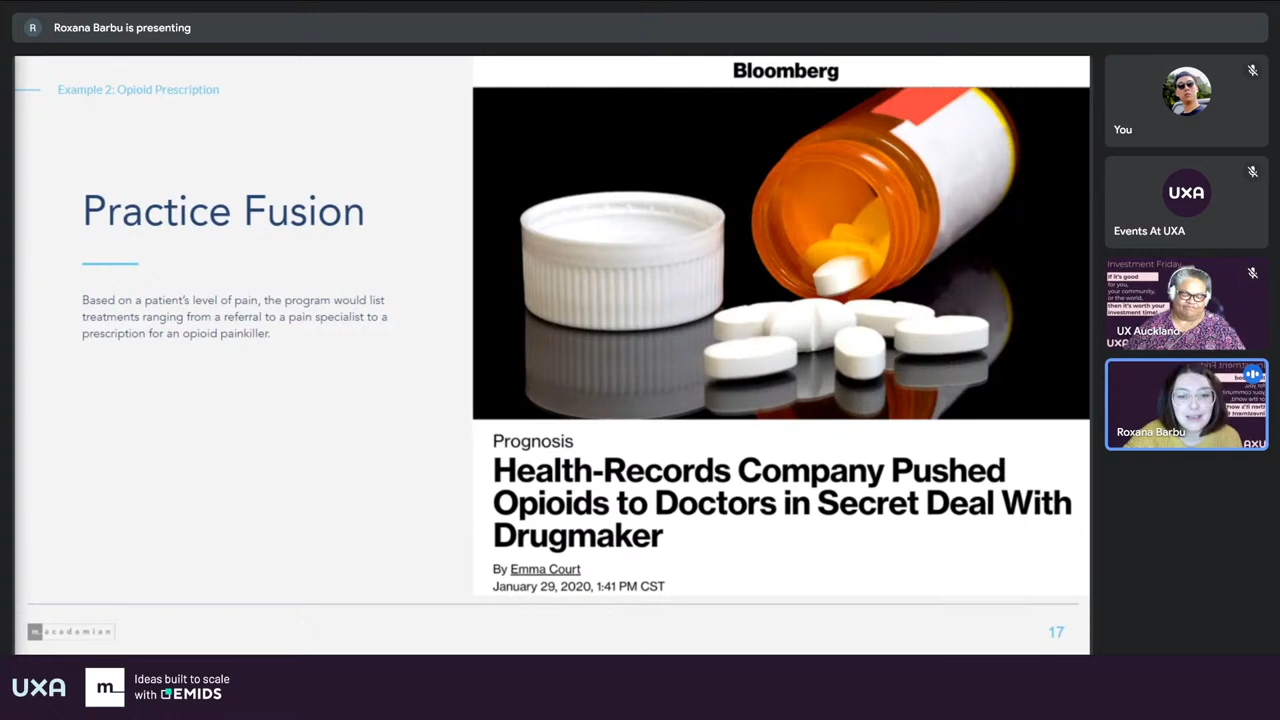 R Roxana Barbu is presenting
Example 2: Opioid Prescription
Practice Fusion
Based on a patient's level of pain, the program would list
treatments ranging from a referral to a pain specialist to a
prescription for an opioid painkiller.
Bloomberg
Prognosis
Health-Records Company Pushed
Opioids to Doctors in Secret Deal With
Drugmaker
By Emma Court
January 29, 2020, 1:41 PM CST
macadamian
17
You
UXA
Events At UXA
Investment Friday
If it's good
for you,
your community,
or the world,
then it's worth your
investment time!
UX Auckland
UXA
Roxana Barbu
UXA
m_
Ideas built to scale
with EMIDS